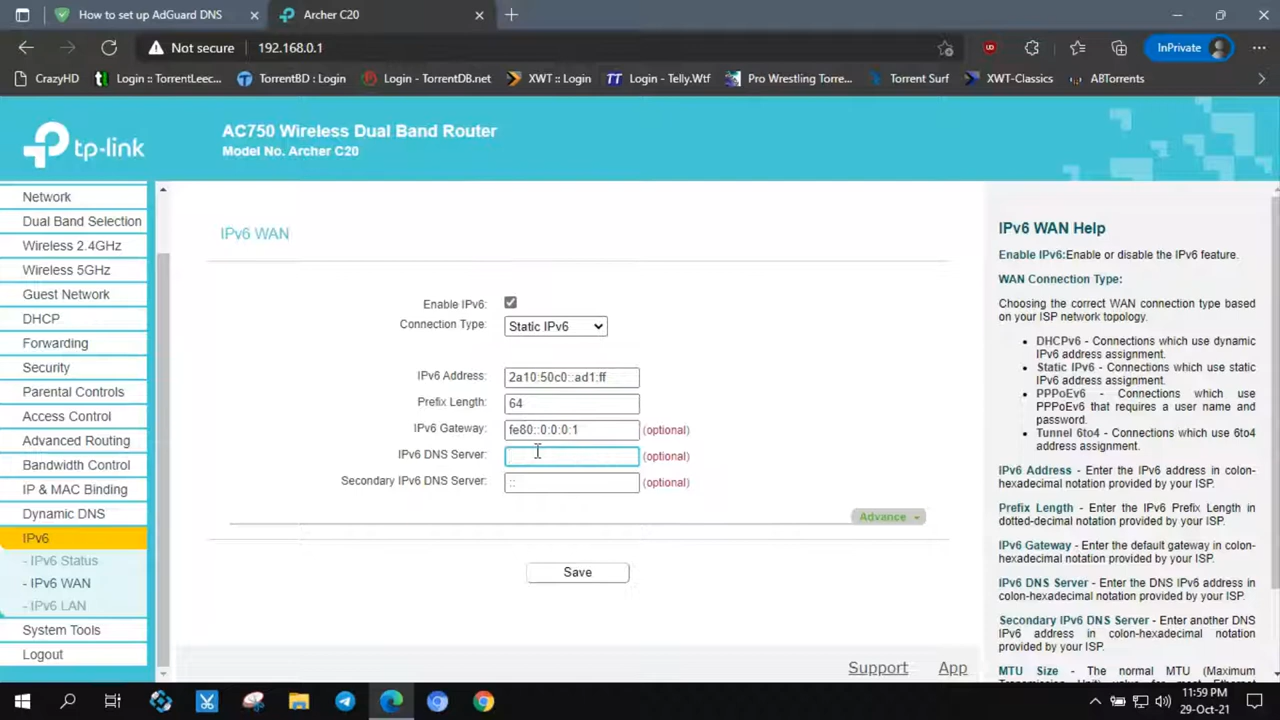 How to set up AdGuard DNS
Archer C20
Not secure 192.168.0.1
InPrivate
CrazyHD
Login :: TorrentLeec...
TorrentBD : Login
Login - TorrentDB.net
XWT :: Login
Login - Telly.Wtf
Pro Wrestling Torre...
Torrent Surf
XWT-Classics
ABTorrents
tp-link
AC750 Wireless Dual Band Router
Model No. Archer C20
Network
Dual Band Selection
Wireless 2.4GHz
Wireless 5GHz
Guest Network
DHCP
Forwarding
Security
Parental Controls
Access Control
Advanced Routing
Bandwidth Control
IP & MAC Binding
Dynamic DNS
IPv6
- IPv6 Status
- IPv6 WAN
- IPv6 LAN
System Tools
Logout
IPv6 WAN
Enable IPv6:
Connection Type: Static IPv6
IPv6 Address: 2a10:50c0::ad1:ff
Prefix Length: 64
IPv6 Gateway: fe80::0:0:0:1 (optional)
IPv6 DNS Server: (optional)
Secondary IPv6 DNS Server: :: (optional)
Advance
Save
Support App
IPv6 WAN Help
Enable IPv6:Enable or disable the IPv6 feature.
WAN Connection Type:
Choosing the correct WAN connection type based
on your ISP network topology.
• DHCPv6 - Connections which use dynamic
IPv6 address assignment.
• Static IPv6 - Connections which use static
IPv6 address assignment.
• PPPoEv6 - Connections which use
PPPoEv6 that requires a user name and
password.
• Tunnel 6to4 - Connections which use 6to4
address assignment.
IPv6 Address - Enter the IPv6 address in colon-
hexadecimal notation provided by your ISP.
Prefix Length - Enter the IPv6 Prefix Length in
dotted-decimal notation provided by your ISP.
IPv6 Gateway - Enter the default gateway in colon-
hexadecimal notation provided by your ISP.
IPv6 DNS Server - Enter the DNS IPv6 address in
colon-hexadecimal notation provided by your ISP.
Secondary IPv6 DNS Server - Enter another DNS
IPv6 address in colon-hexadecimal notation
provided by your ISP.
MTU Size - The normal MTU (Maximum
11:59 PM
29-Oct-21